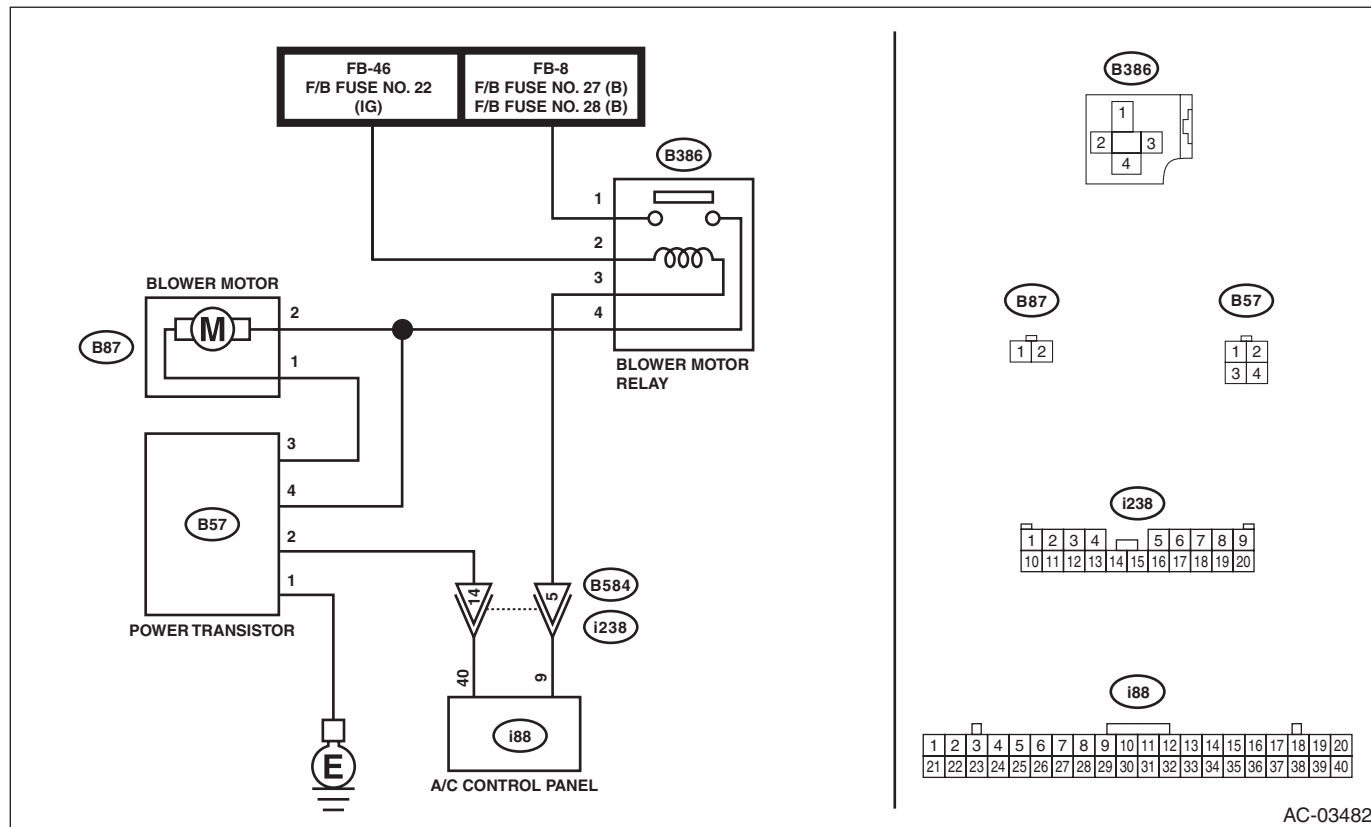 FB-46
F/B FUSE NO. 22
(IG)
FB-8
F/B FUSE NO. 27 (B)
F/B FUSE NO. 28 (B)
B386
1
2
3
4
BLOWER MOTOR
RELAY
BLOWER MOTOR
M
2
1
B87
3
4
2
1
B57
POWER TRANSISTOR
14
5
B584
i238
40
9
i88
A/C CONTROL PANEL
E
B386
1
2 3
4
B87
1 2
B57
1 2
3 4
i238
1 2 3 4 5 6 7 8 9
10 11 12 13 14 15 16 17 18 19 20
i88
1 2 3 4 5 6 7 8 9 10 11 12 13 14 15 16 17 18 19 20
21 22 23 24 25 26 27 28 29 30 31 32 33 34 35 36 37 38 39 40
AC-03482